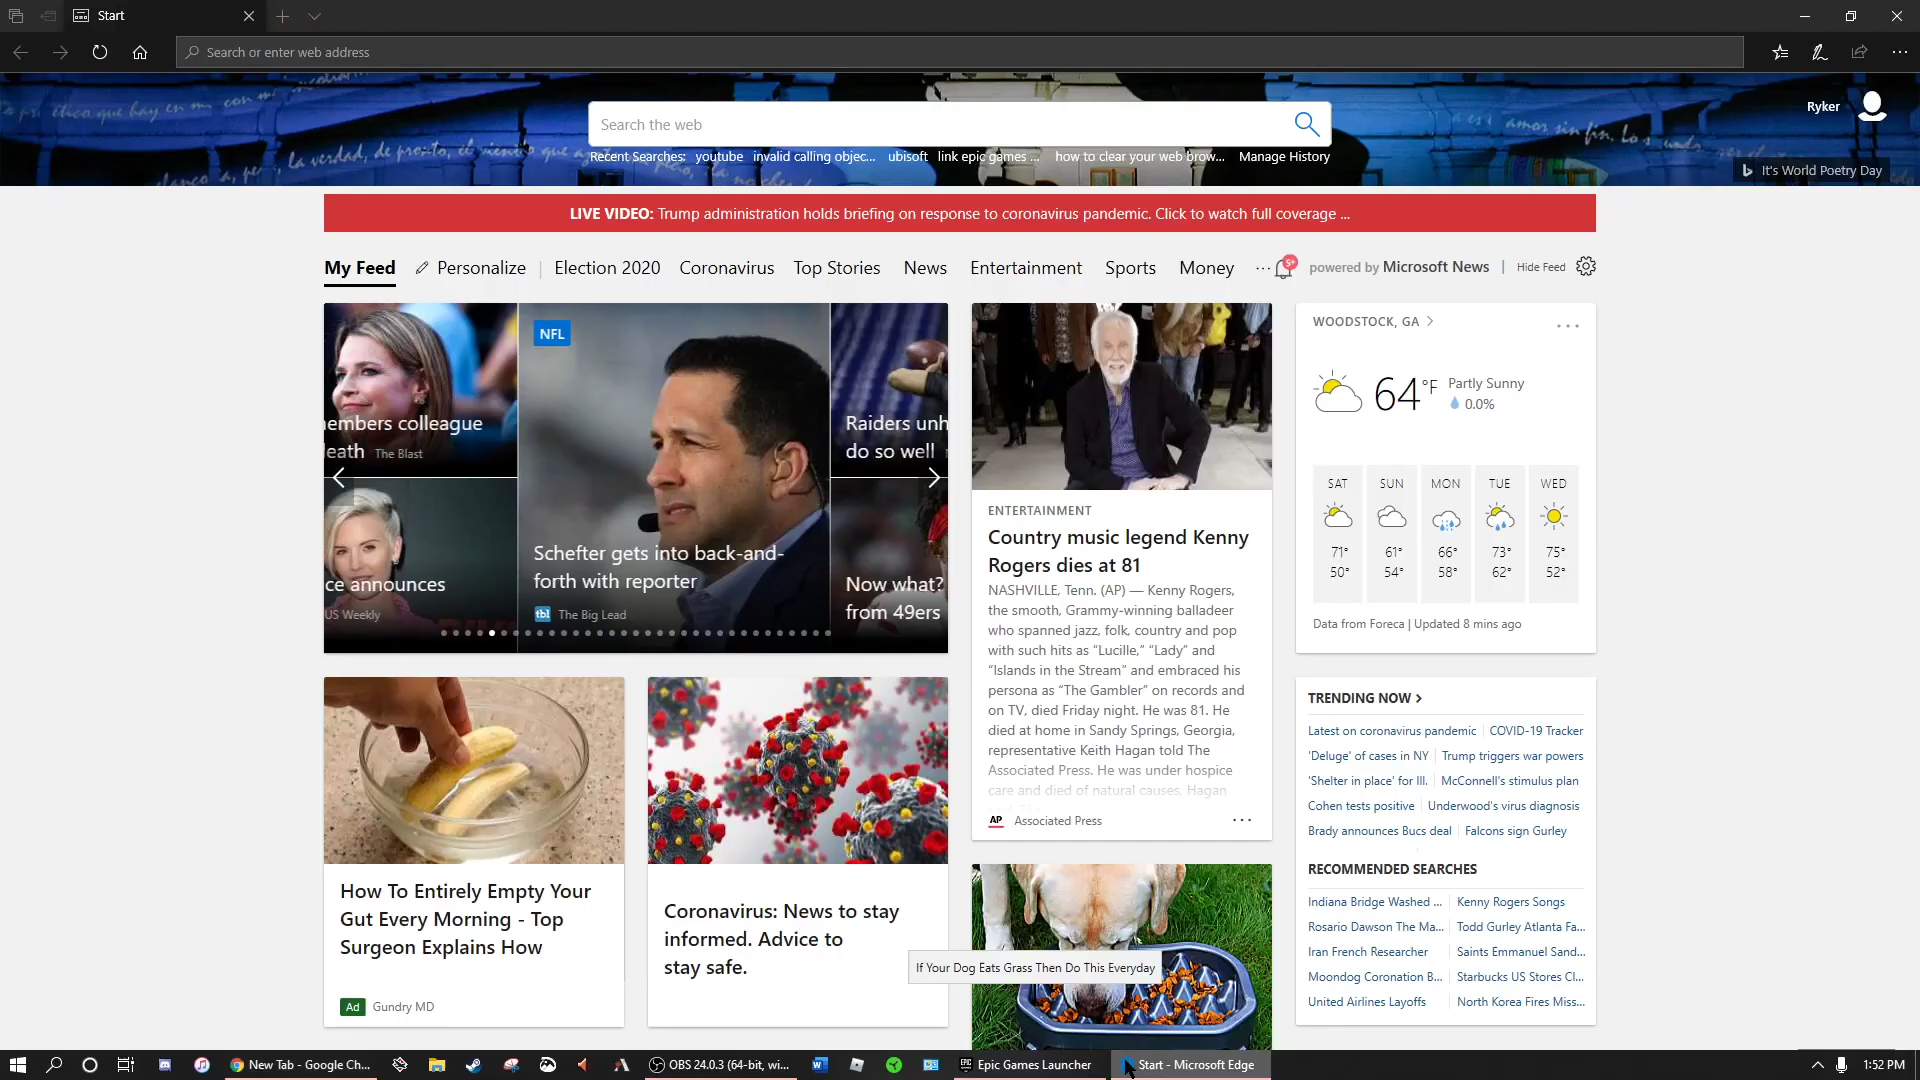 Start
Search or enter web address
Ryker
Search the web
Recent Searches: youtube invalid calling objec... ubisoft link epic games ... how to clear your web brow... Manage History
la verdad, de pronto, el viento que
It's World Poetry Day
LIVE VIDEO: Trump administration holds briefing on response to coronavirus pandemic. Click to watch full coverage ...
My Feed Personalize | Election 2020 Coronavirus Top Stories News Entertainment Sports Money ... 5+ powered by Microsoft News | Hide Feed
embers colleague
eath The Blast
ce announces
US Weekly
NFL
Schefter gets into back-and-
forth with reporter
tbl The Big Lead
Raiders unh
do so well
Now what?
from 49ers
ENTERTAINMENT
Country music legend Kenny
Rogers dies at 81
NASHVILLE, Tenn. (AP) — Kenny Rogers,
the smooth, Grammy-winning balladeer
who spanned jazz, folk, country and pop
with such hits as “Lucille,” “Lady” and
“Islands in the Stream” and embraced his
persona as “The Gambler” on records and
on TV, died Friday night. He was 81. He
died at home in Sandy Springs, Georgia,
representative Keith Hagan told The
Associated Press. He was under hospice
care and died of natural causes, Hagan
AP Associated Press
WOODSTOCK, GA >
64°F Partly Sunny
0.0%
SAT SUN MON TUE WED
71° 61° 66° 73° 75°
50° 54° 58° 62° 52°
Data from Foreca | Updated 8 mins ago
How To Entirely Empty Your
Gut Every Morning - Top
Surgeon Explains How
Ad Gundry MD
Coronavirus: News to stay
informed. Advice to
stay safe.
If Your Dog Eats Grass Then Do This Everyday
TRENDING NOW >
Latest on coronavirus pandemic COVID-19 Tracker
'Deluge' of cases in NY Trump triggers war powers
'Shelter in place' for Ill. McConnell's stimulus plan
Cohen tests positive Underwood's virus diagnosis
Brady announces Bucs deal Falcons sign Gurley
RECOMMENDED SEARCHES
Indiana Bridge Washed ... Kenny Rogers Songs
Rosario Dawson The Ma... Todd Gurley Atlanta Fa...
Iran French Researcher Saints Emmanuel Sand...
Moondog Coronation B... Starbucks US Stores Cl...
United Airlines Layoffs North Korea Fires Miss...
New Tab - Google Ch... OBS 24.0.3 (64-bit, wi... Epic Games Launcher Start - Microsoft Edge 1:52 PM